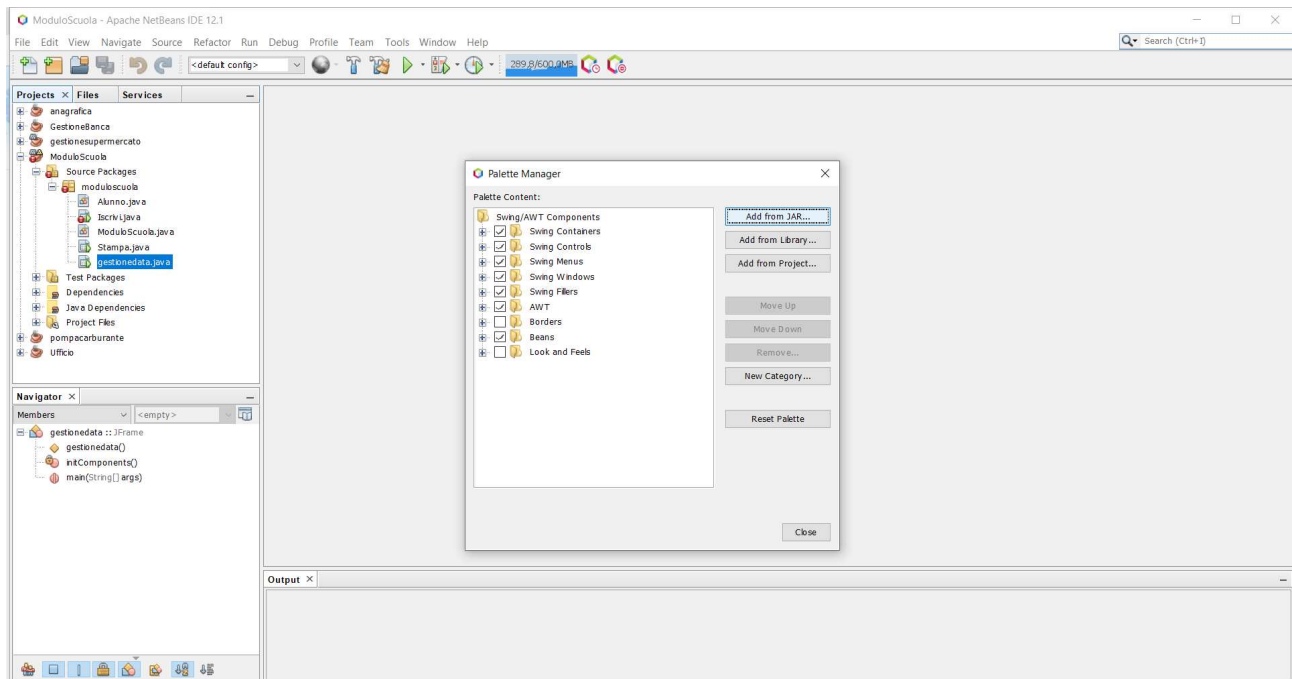 ModuloScuola - Apache NetBeans IDE 12.1
File Edit View Navigate Source Refactor Run Debug Profile Team Tools Window Help
Search (Ctrl+I)
<default config>
289,8/600,0MB
Projects Files Services
anagrafica
GestioneBanca
gestionesupermercato
ModuloScuola
Source Packages
moduloscuola
Alunno.java
Iscrivi.java
ModuloScuola.java
Stampa.java
gestionedata.java
Test Packages
Dependencies
Java Dependencies
Project Files
pompacarburante
Ufficio
Navigator
Members <empty>
gestionedata :: JFrame
gestionedata()
initComponents()
main(String[] args)
Palette Manager
Palette Content:
Swing/AWT Components
Swing Containers
Swing Controls
Swing Menus
Swing Windows
Swing Fillers
AWT
Borders
Beans
Look and Feels
Add from JAR...
Add from Library...
Add from Project...
Move Up
Move Down
Remove...
New Category...
Reset Palette
Close
Output